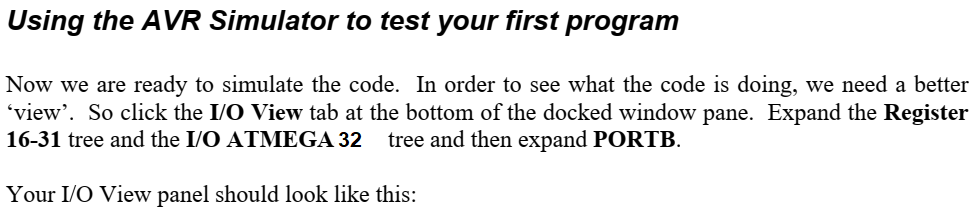 Using the AVR Simulator to test your first program
Now we are ready to simulate the code. In order to see what the code is doing, we need a better
‘view’. So click the I/O View tab at the bottom of the docked window pane. Expand the Register
16-31 tree and the I/O ATMEGA 32 tree and then expand PORTB.
Your I/O View panel should look like this: